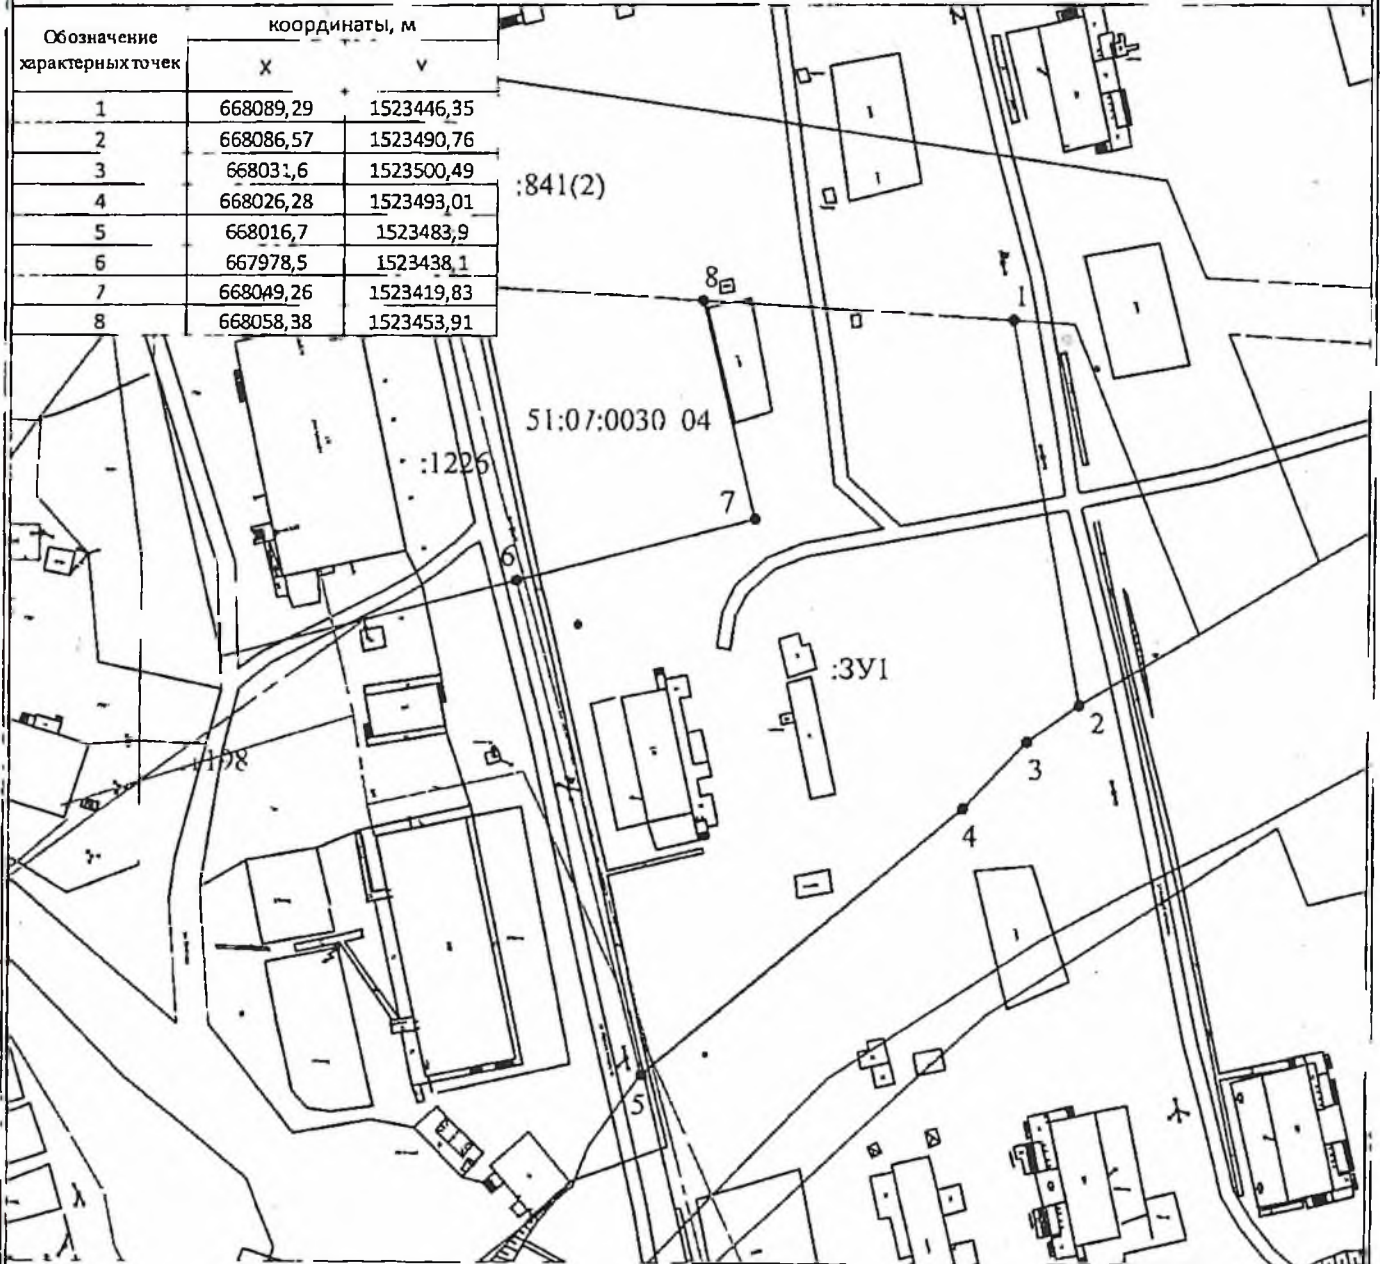 Обозначение характерных точек
координаты, м
X Y
1 668089,29 1523446,35
2 668086,57 1523490,76
3 668031,6 1523500,49
4 668026,28 1523493,01
5 668016,7 1523483,9
6 667978,5 1523438,1
7 668049,26 1523419,83
8 668058,38 1523453,91
:841(2)
8
1
51:07:0030 04
:1226
7
6
:ЗУ1
2
3
:1198
4
5